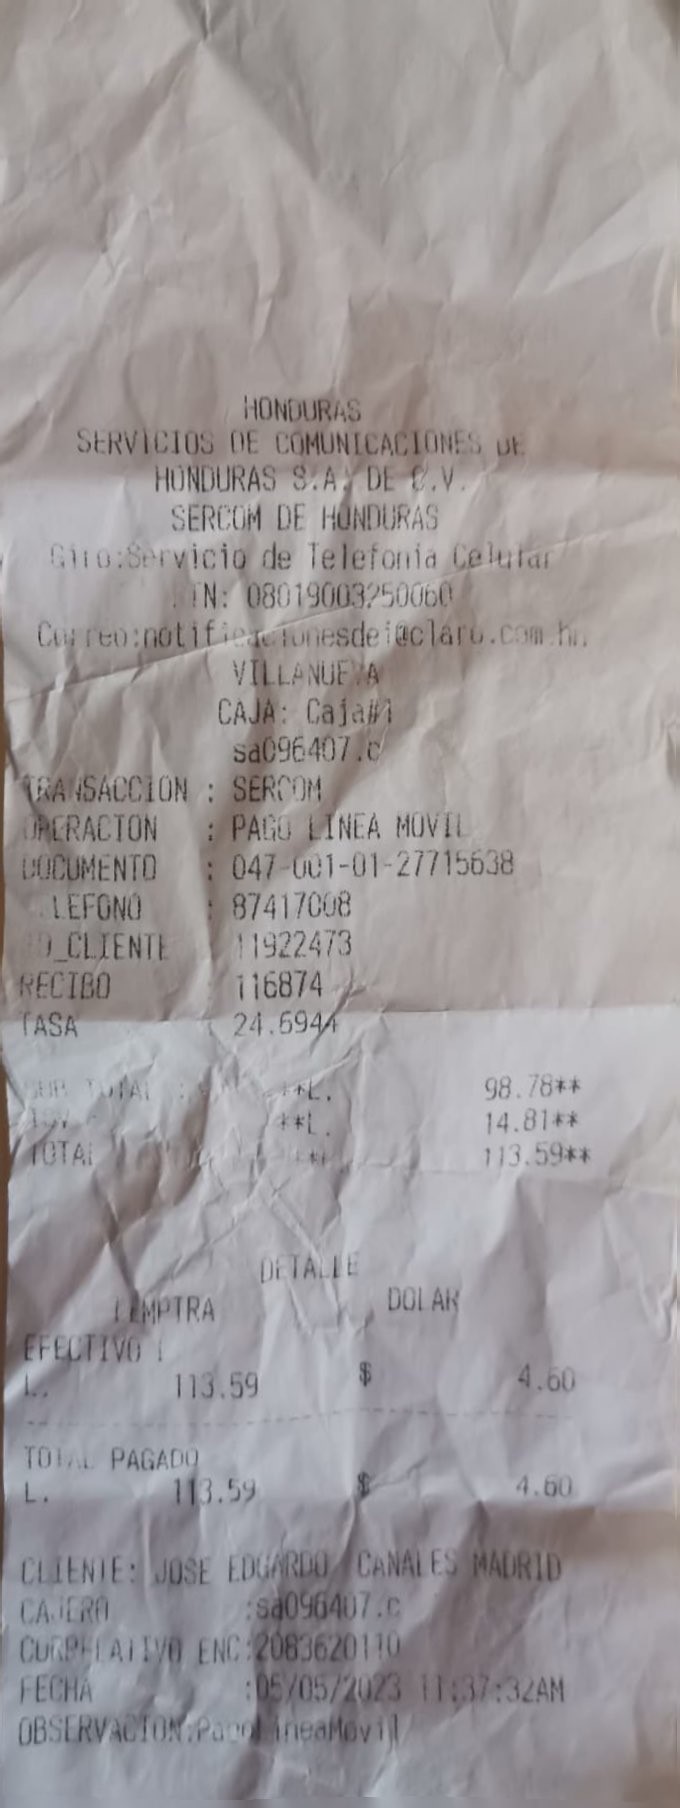 HONDURAS
SERVICIOS DE COMUNICACIONES DE
HONDURAS S.A. DE C.V.
SERCOM DE HONDURAS
Giro:Servicio de Telefonia Celular
RTN: 08019003250060
Correo:notificacionesdei@claro.com.hn
VILLANUEVA
CAJA: Caja#1
sa096407.c
TRANSACCION : SERCOM
OPERACION : PAGO LINEA MOVIL
DOCUMENTO : 047-001-01-27715638
TELEFONO : 87417008
ID_CLIENTE 11922473
RECIBO 116874
TASA 24.6944
SUB TOTAL : **L. 98.78**
ISV **L. 14.81**
TOTAL ** 113.59**
DETALLE
LEMPIRA DOLAR
EFECTIVO
L. 113.59 $ 4.60
TOTAL PAGADO
L. 113.59 $ 4.60
CLIENTE: JOSE EDGARDO CANALES MADRID
CAJERO :sa096407.c
CORRELATIVO ENC:2083620110
FECHA :05/05/2023 11:37:32AM
OBSERVACION:PagoLineaMovil